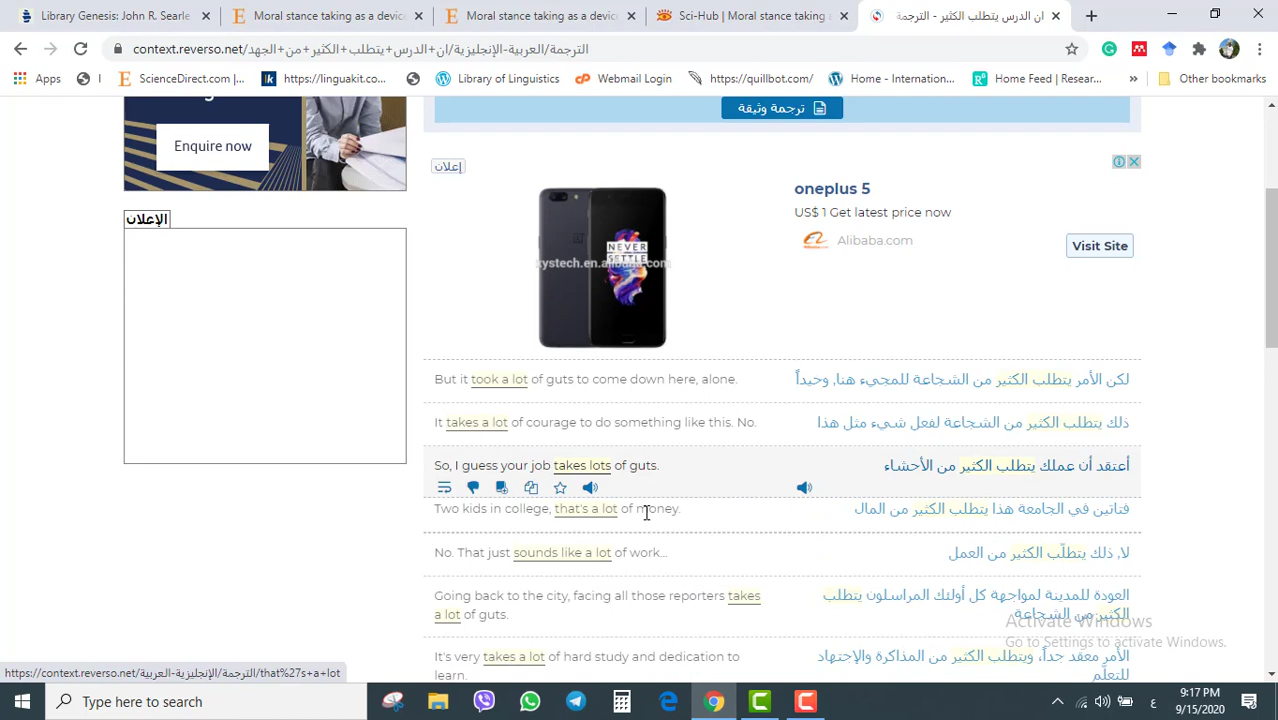 Library Genesis: John R. Searle
Moral stance taking as a device
Moral stance taking as a device
Sci-Hub | Moral stance taking a
ان الدرس يتطلب الكثير - الترجمة
context.reverso.net/الترجمة/العربية-الإنجليزية/ان+الدرس+يتطلب+الكثير+من+الجهد
Apps
ScienceDirect.com |...
https://linguakit.co...
Library of Linguistics
Webmail Login
https://quillbot.com/
Home - Internation...
Home Feed | Resear...
»
Other bookmarks
Enquire now
ترجمة وثيقة
إعلان
oneplus 5
US$ 1 Get latest price now
Alibaba.com
Visit Site
NEVER
SETTLE
xystech.en.alibaba.com
الإعلان
But it took a lot of guts to come down here, alone.
لكن الأمر يتطلب الكثير من الشجاعة للمجيء هنا, وحيداً
It takes a lot of courage to do something like this. No.
ذلك يتطلب الكثير من الشجاعة لفعل شيء مثل هذا
So, I guess your job takes lots of guts.
أعتقد أن عملك يتطلب الكثير من الأحشاء
Two kids in college, that's a lot of money.
فتاتين في الجامعة هذا يتطلب الكثير من المال
No. That just sounds like a lot of work...
لا, ذلك يتطلّب الكثير من العمل
Going back to the city, facing all those reporters takes
a lot of guts.
العودة للمدينة لمواجهة كل أولئك المراسلون يتطلب
الكثير من الشجاعة
It's very takes a lot of hard study and dedication to
learn.
الأمر معقد جداً، ويتطلب الكثير من المذاكرة والإجتهاد
للتعلّم
Activate Windows
Go to Settings to activate Windows.
https://context.reverso.net/الترجمة/الإنجليزية-العربية/that%27s+a+lot
Type here to search
ع
9:17 PM
9/15/2020